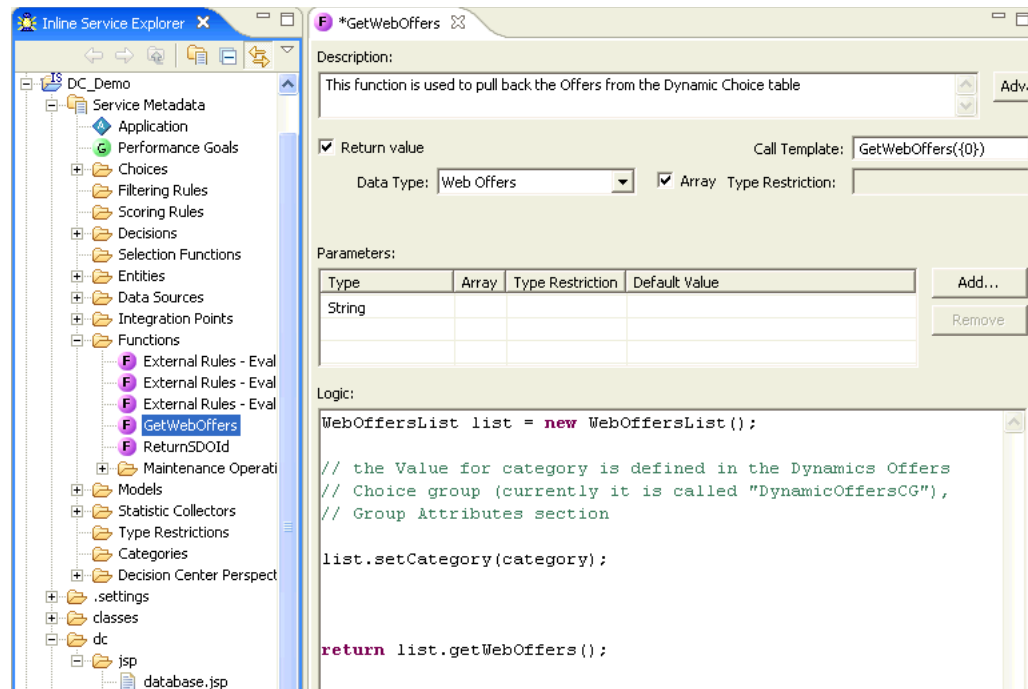 Inline Service Explorer
*GetWebOffers
DC_Demo
Service Metadata
Application
Performance Goals
Choices
Filtering Rules
Scoring Rules
Decisions
Selection Functions
Entities
Data Sources
Integration Points
Functions
External Rules - Eval
External Rules - Eval
External Rules - Eval
GetWebOffers
ReturnSDOId
Maintenance Operati
Models
Statistic Collectors
Type Restrictions
Categories
Decision Center Perspect
.settings
classes
dc
jsp
database.jsp
Description:
This function is used to pull back the Offers from the Dynamic Choice table
Adv
Return value
Call Template: GetWebOffers({0})
Data Type: Web Offers
Array Type Restriction:
Parameters:
Type Array Type Restriction Default Value
String
Add...
Remove
Logic:
WebOffersList list = new WebOffersList();
// the Value for category is defined in the Dynamics Offers
// Choice group (currently it is called "DynamicOffersCG"),
// Group Attributes section
list.setCategory(category);
return list.getWebOffers();